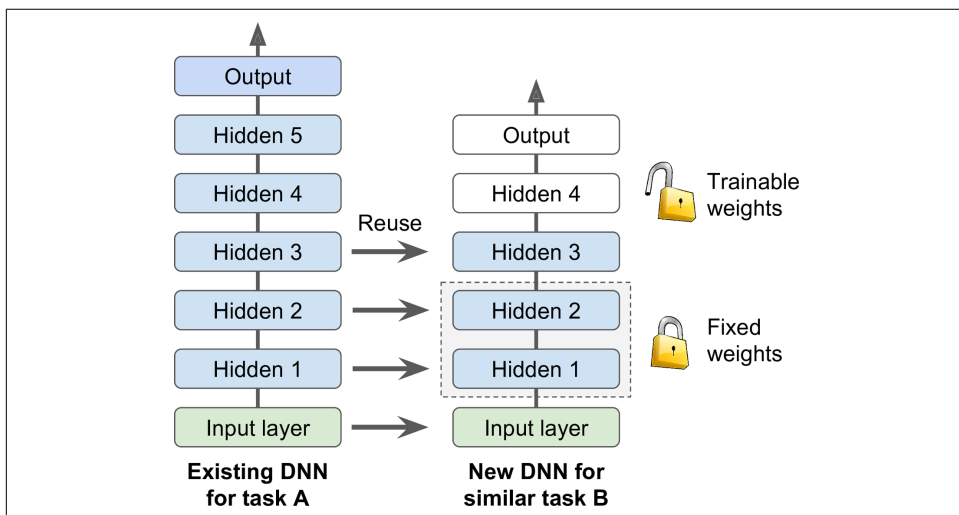 Output
Hidden 5
Hidden 4
Hidden 3
Hidden 2
Hidden 1
Input layer
Existing DNN
for task A
Reuse
Output
Hidden 4
Hidden 3
Hidden 2
Hidden 1
Input layer
New DNN for
similar task B
Trainable
weights
Fixed
weights